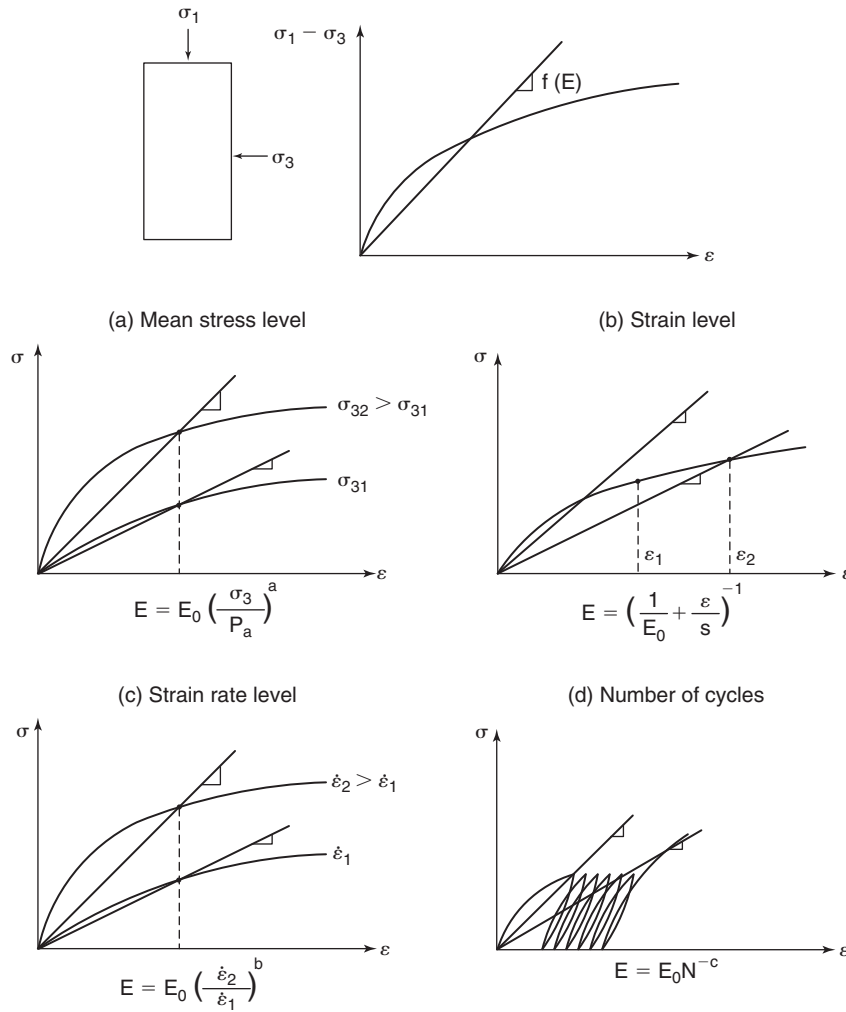 σ1
σ3
σ1 − σ3
f (E)
ε
(a) Mean stress level
σ
σ32 > σ31
σ31
ε
E = E0 (σ3/Pa)^a
(b) Strain level
σ
ε1
ε2
ε
E = (1/E0 + ε/s)^−1
(c) Strain rate level
σ
ε̇2 > ε̇1
ε̇1
ε
E = E0 (ε̇2/ε̇1)^b
(d) Number of cycles
σ
ε
E = E0N^−c